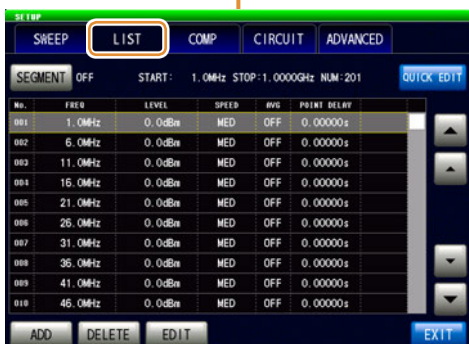 SETUP
SWEEP LIST COMP CIRCUIT ADVANCED
SEGMENT OFF START: 1.0MHz STOP:1.0000GHz NUM:201 QUICK EDIT
No. FREQ LEVEL SPEED AVG POINT DELAY
001 1.0MHz 0.0dBm MED OFF 0.00000s
002 6.0MHz 0.0dBm MED OFF 0.00000s
003 11.0MHz 0.0dBm MED OFF 0.00000s
004 16.0MHz 0.0dBm MED OFF 0.00000s
005 21.0MHz 0.0dBm MED OFF 0.00000s
006 26.0MHz 0.0dBm MED OFF 0.00000s
007 31.0MHz 0.0dBm MED OFF 0.00000s
008 36.0MHz 0.0dBm MED OFF 0.00000s
009 41.0MHz 0.0dBm MED OFF 0.00000s
010 46.0MHz 0.0dBm MED OFF 0.00000s
ADD DELETE EDIT EXIT